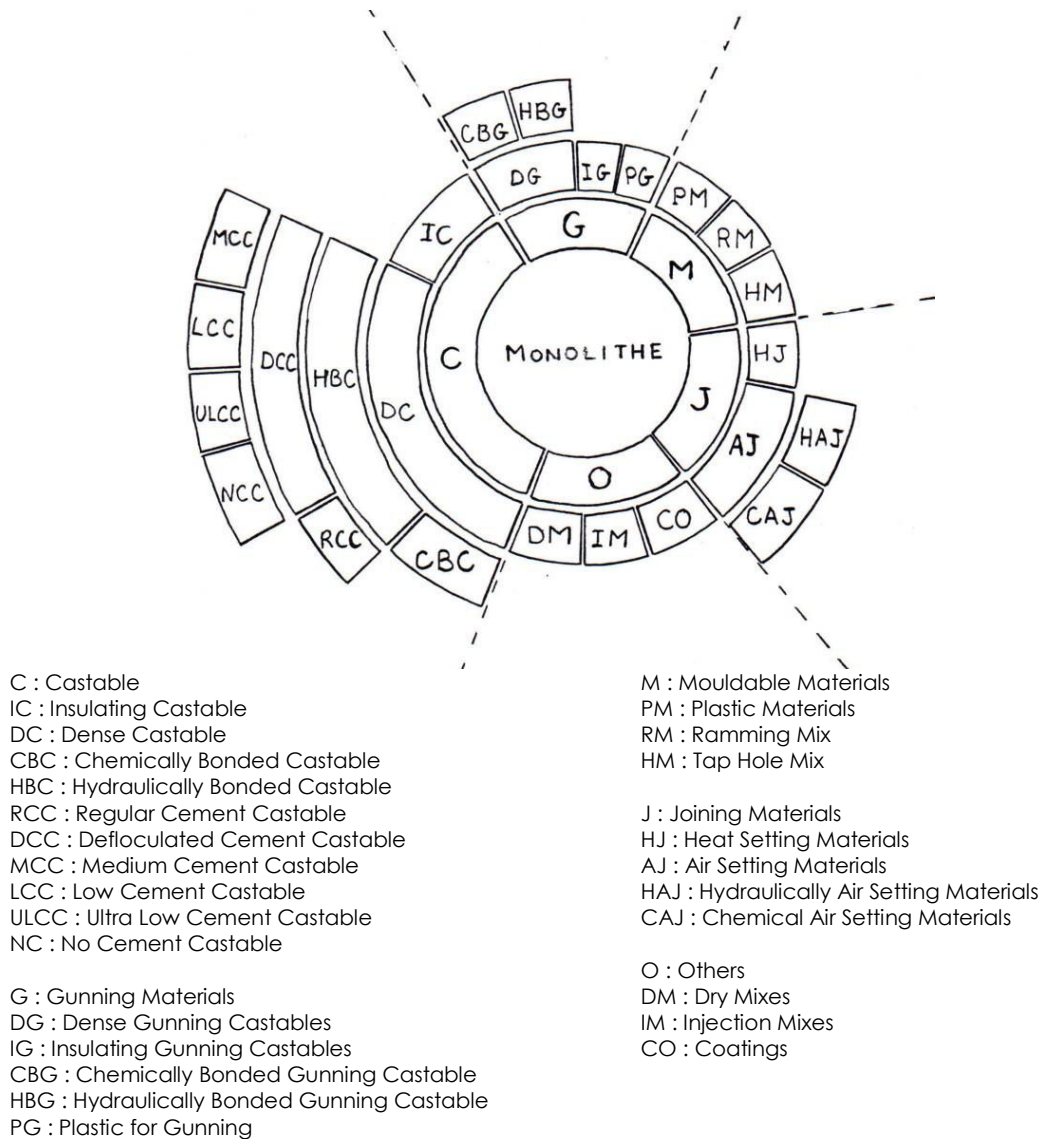 CBG
HBG
DG
IG
PG
PM
G
MCC
IC
RM
M
HM
LCC
DCC
HBC
DC
C
MONOLITHE
HJ
J
ULCC
AJ
HAJ
NCC
O
CAJ
RCC
CBC
DM
IM
CO
C : Castable
IC : Insulating Castable
DC : Dense Castable
CBC : Chemically Bonded Castable
HBC : Hydraulically Bonded Castable
RCC : Regular Cement Castable
DCC : Defloculated Cement Castable
MCC : Medium Cement Castable
LCC : Low Cement Castable
ULCC : Ultra Low Cement Castable
NC : No Cement Castable
G : Gunning Materials
DG : Dense Gunning Castables
IG : Insulating Gunning Castables
CBG : Chemically Bonded Gunning Castable
HBG : Hydraulically Bonded Gunning Castable
PG : Plastic for Gunning
M : Mouldable Materials
PM : Plastic Materials
RM : Ramming Mix
HM : Tap Hole Mix
J : Joining Materials
HJ : Heat Setting Materials
AJ : Air Setting Materials
HAJ : Hydraulically Air Setting Materials
CAJ : Chemical Air Setting Materials
O : Others
DM : Dry Mixes
IM : Injection Mixes
CO : Coatings